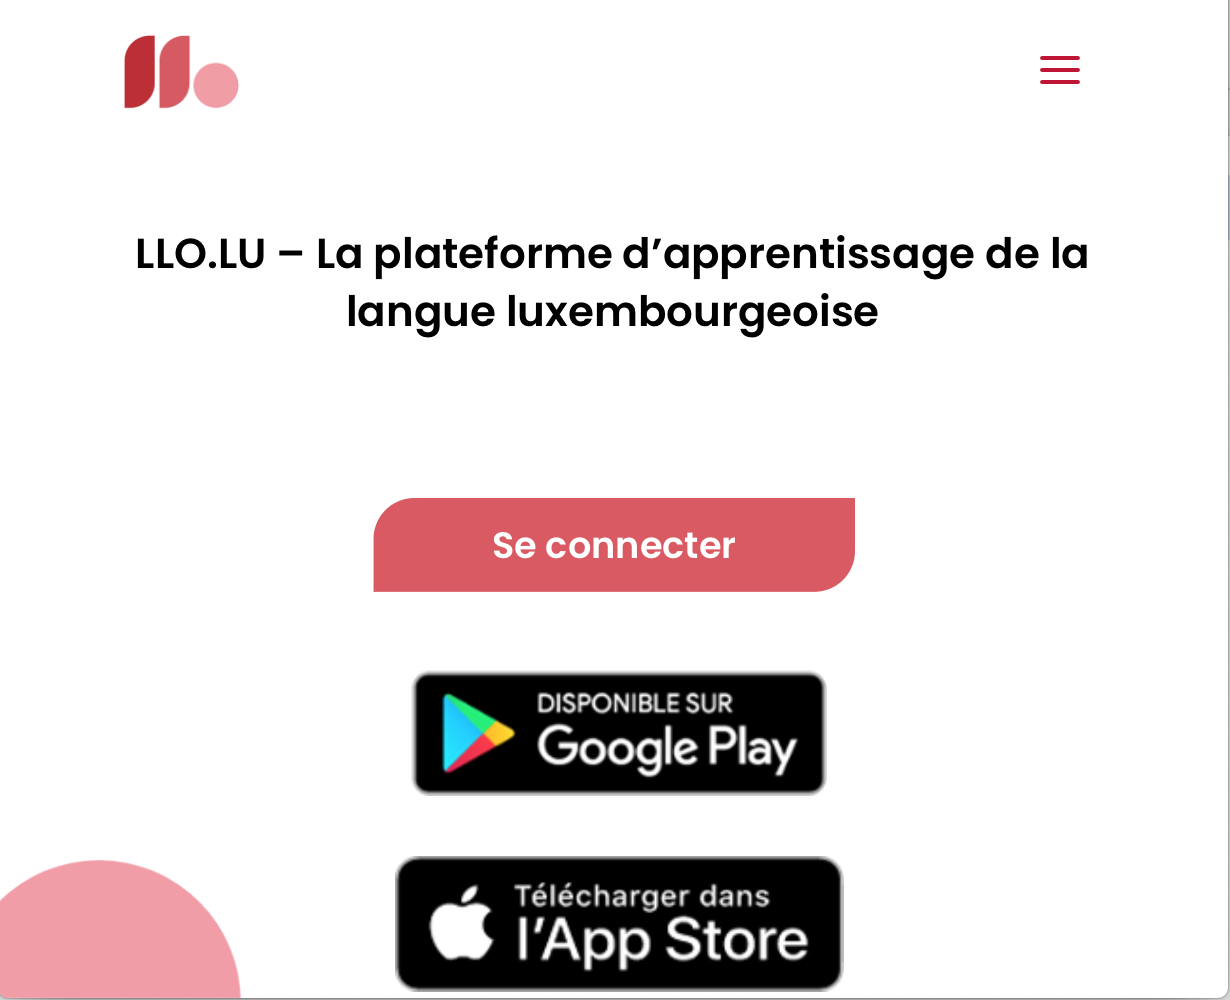 llo
LLO.LU – La plateforme d’apprentissage de la
langue luxembourgeoise
Se connecter
DISPONIBLE SUR
Google Play
Télécharger dans
l’App Store